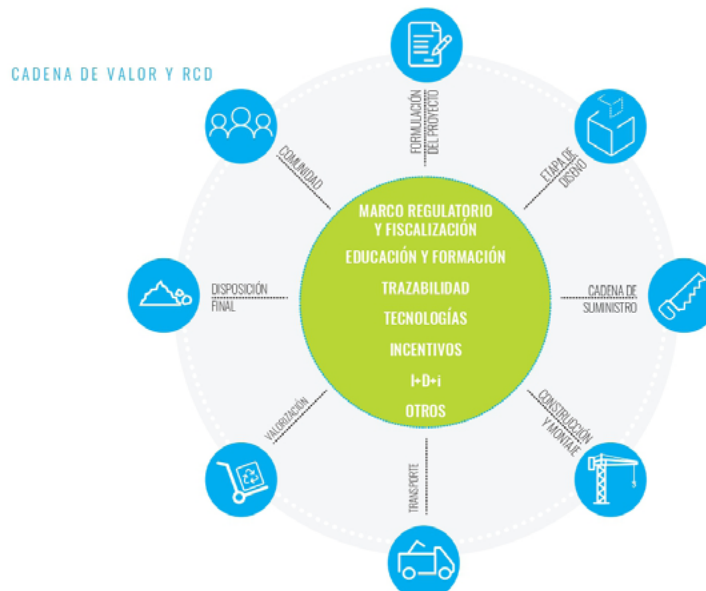 CADENA DE VALOR Y RCD
FORMULACIÓN
DEL PROYECTO
ETAPA DE
DISEÑO
CADENA DE
SUMINISTRO
CONSTRUCCIÓN
Y MONTAJE
TRANSPORTE
VALORIZACIÓN
DISPOSICIÓN
FINAL
COMUNIDAD
MARCO REGULATORIO
Y FISCALIZACIÓN
EDUCACIÓN Y FORMACIÓN
TRAZABILIDAD
TECNOLOGÍAS
INCENTIVOS
I+D+i
OTROS